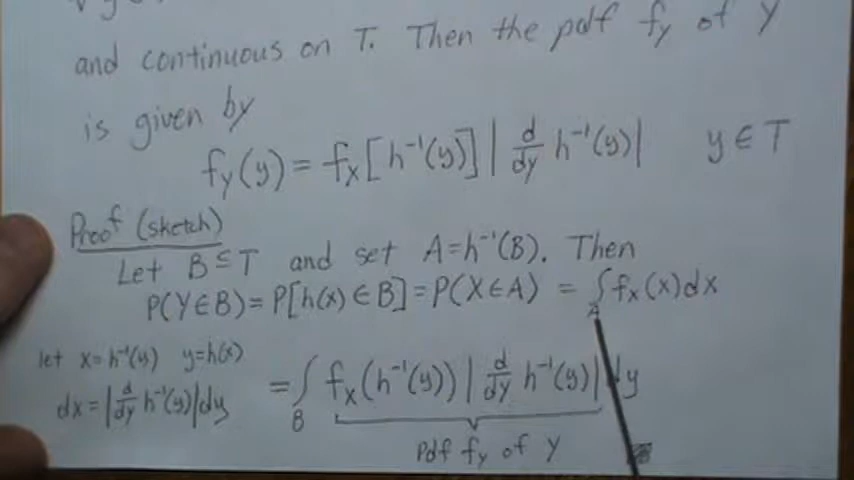 and continuous on T. Then the pdf f_y of Y
is given by
f_y(y) = f_x[h⁻¹(y)] | d/dy h⁻¹(y)| y ∈ T
Proof (sketch)
Let B ⊆ T and set A = h⁻¹(B). Then
P(Y∈B) = P[h(x) ∈ B] = P(X∈A) = ∫_A f_x(x)dx
let x = h⁻¹(y) y = h(x)
dx = |d/dy h⁻¹(y)|dy
= ∫_B f_x(h⁻¹(y)) | d/dy h⁻¹(y)| dy
Pdf f_y of Y